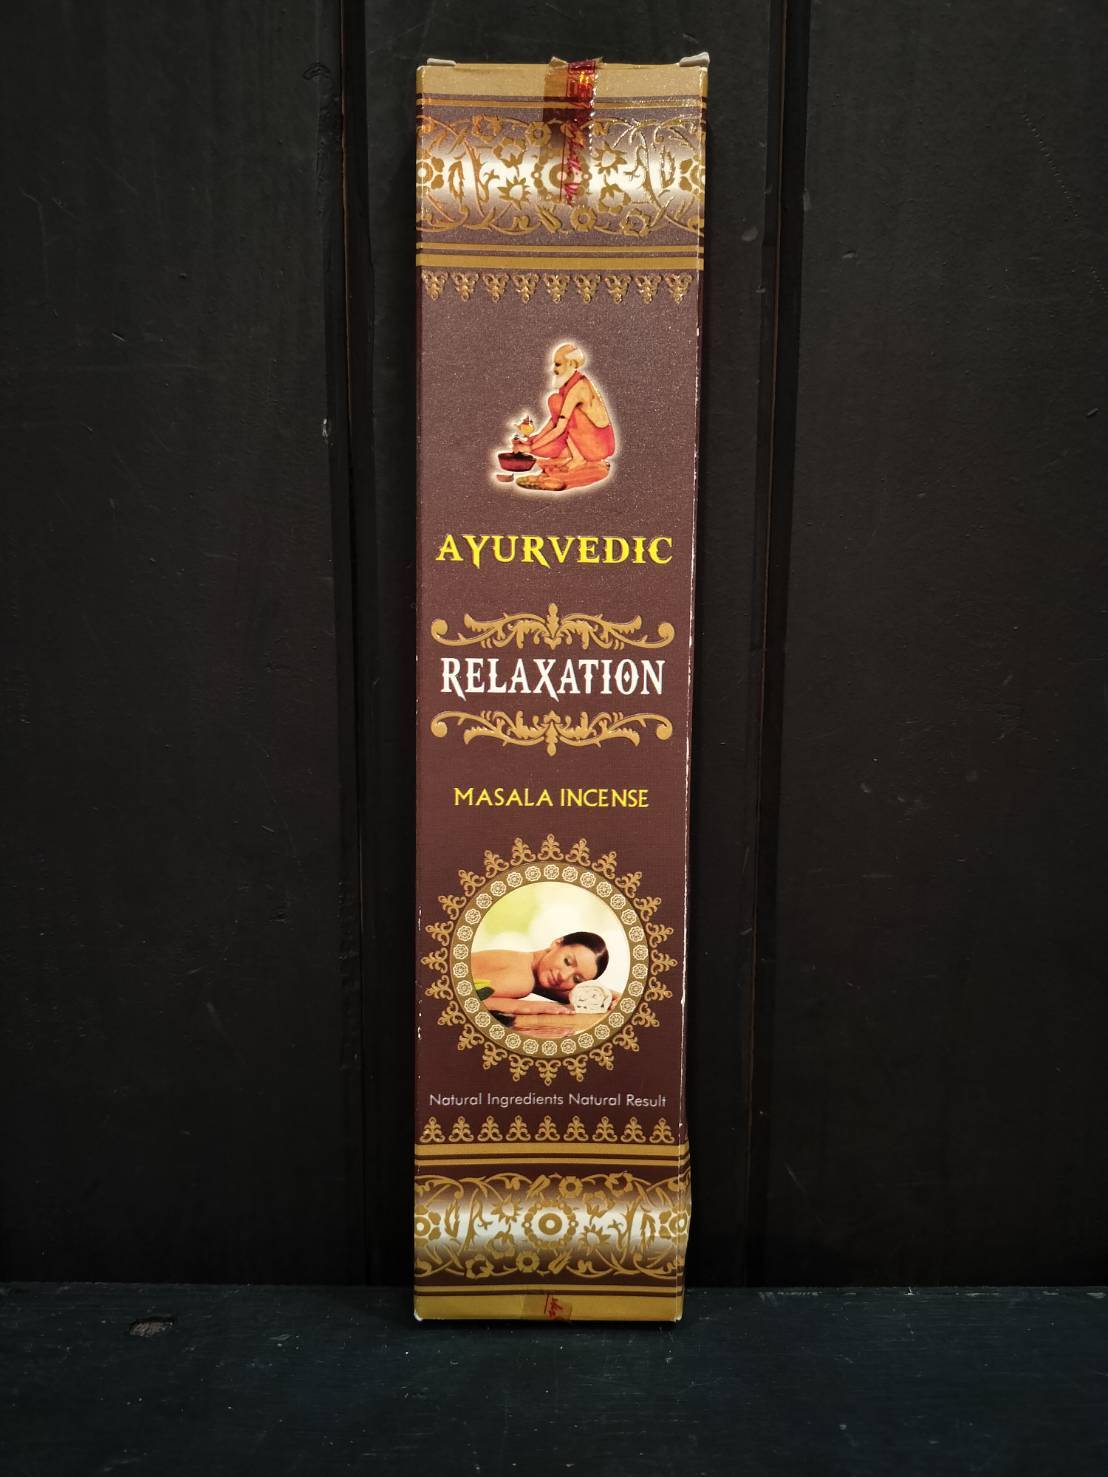 AYURVEDIC
RELAXATION
MASALA INCENSE
Natural Ingredients Natural Result